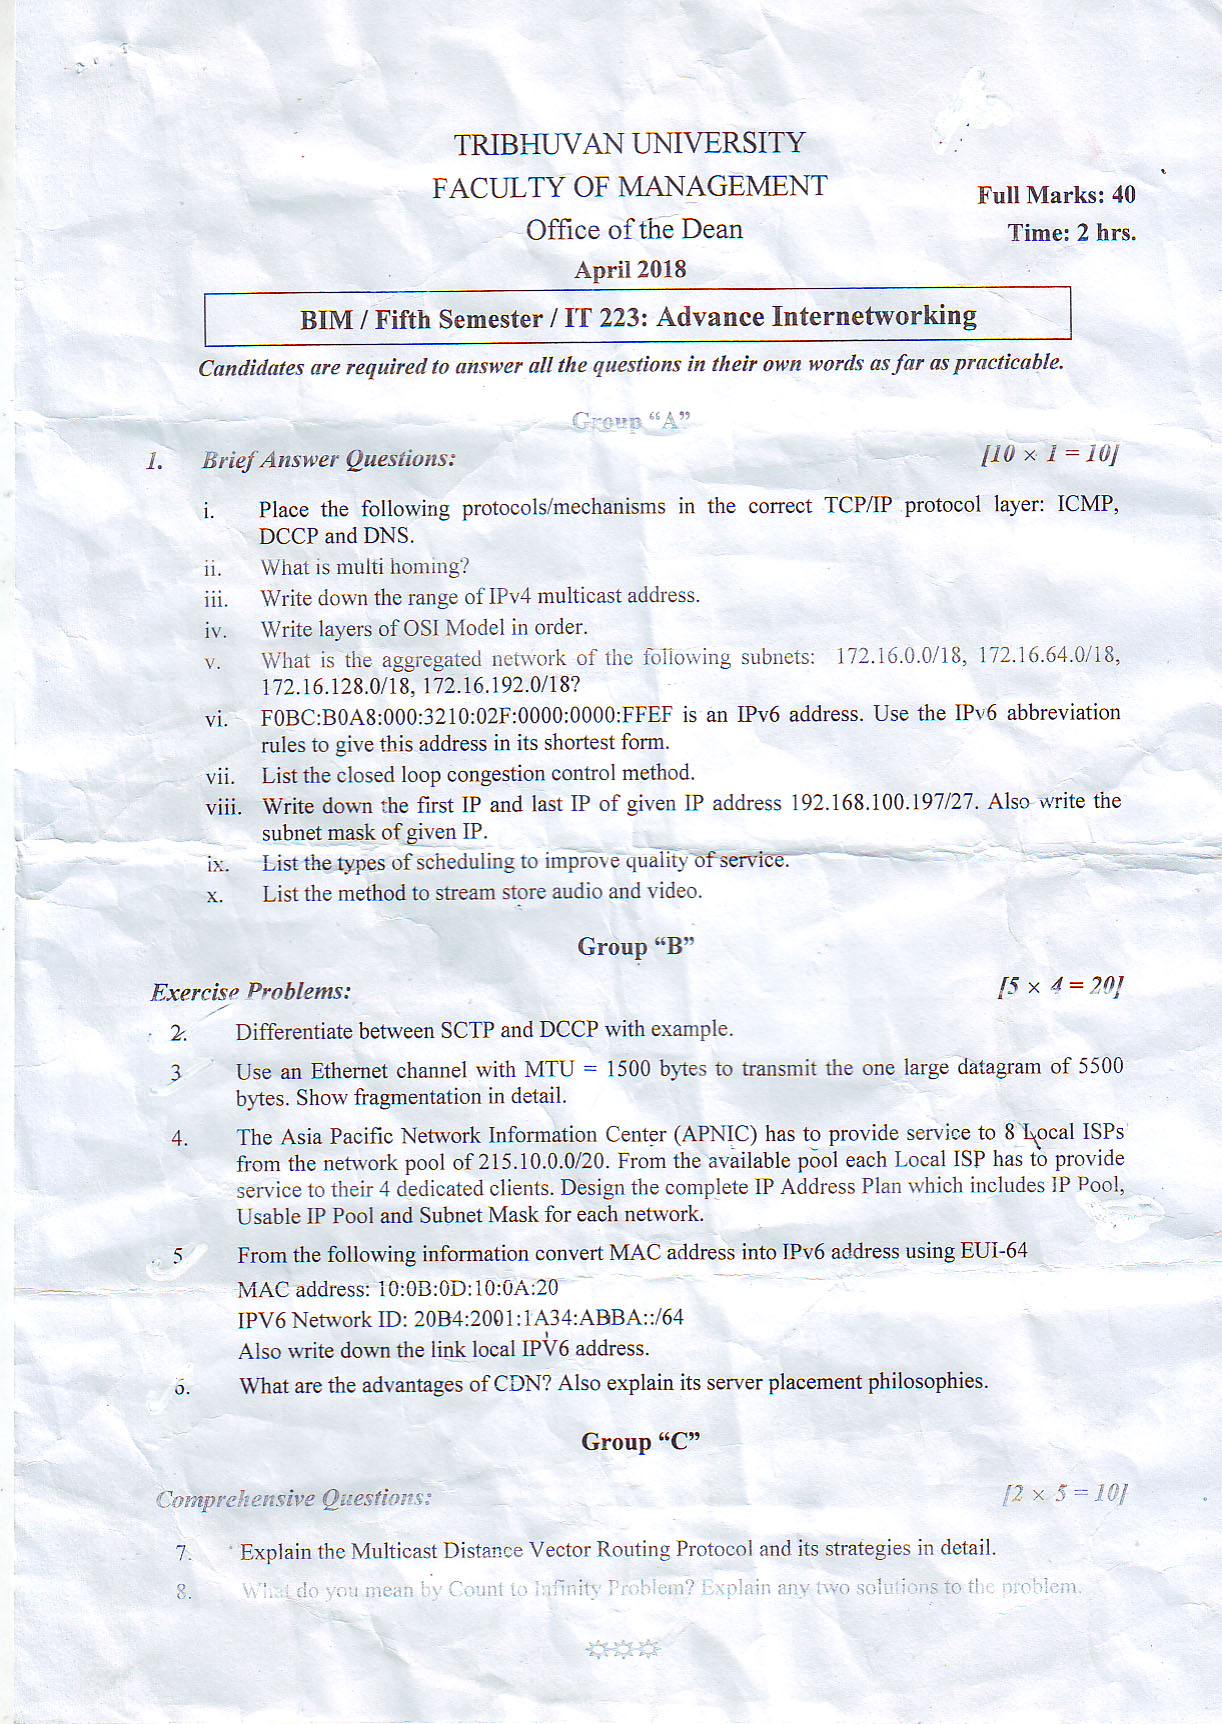 TRIBHUVAN UNIVERSITY
FACULTY OF MANAGEMENT
Office of the Dean
April 2018
Full Marks: 40
Time: 2 hrs.
BIM / Fifth Semester / IT 223: Advance Internetworking
Candidates are required to answer all the questions in their own words as far as practicable.
Group “A”
1. Brief Answer Questions: [10 × 1 = 10]
i. Place the following protocols/mechanisms in the correct TCP/IP protocol layer: ICMP,
DCCP and DNS.
ii. What is multi homing?
iii. Write down the range of IPv4 multicast address.
iv. Write layers of OSI Model in order.
v. What is the aggregated network of the following subnets: 172.16.0.0/18, 172.16.64.0/18,
172.16.128.0/18, 172.16.192.0/18?
vi. F0BC:B0A8:000:3210:02F:0000:0000:FFEF is an IPv6 address. Use the IPv6 abbreviation
rules to give this address in its shortest form.
vii. List the closed loop congestion control method.
viii. Write down the first IP and last IP of given IP address 192.168.100.197/27. Also write the
subnet mask of given IP.
ix. List the types of scheduling to improve quality of service.
x. List the method to stream store audio and video.
Group “B”
Exercise Problems: [5 × 4 = 20]
2. Differentiate between SCTP and DCCP with example.
3 Use an Ethernet channel with MTU = 1500 bytes to transmit the one large datagram of 5500
bytes. Show fragmentation in detail.
4. The Asia Pacific Network Information Center (APNIC) has to provide service to 8 Local ISPs
from the network pool of 215.10.0.0/20. From the available pool each Local ISP has to provide
service to their 4 dedicated clients. Design the complete IP Address Plan which includes IP Pool,
Usable IP Pool and Subnet Mask for each network.
5 From the following information convert MAC address into IPv6 address using EUI-64
MAC address: 10:0B:0D:10:0A:20
IPV6 Network ID: 20B4:2001:1A34:ABBA::/64
Also write down the link local IPV6 address.
6. What are the advantages of CDN? Also explain its server placement philosophies.
Group “C”
Comprehensive Questions: [2 × 5 = 10]
7. Explain the Multicast Distance Vector Routing Protocol and its strategies in detail.
8. What do you mean by Count to Infinity Problem? Explain any two solutions to the problem.